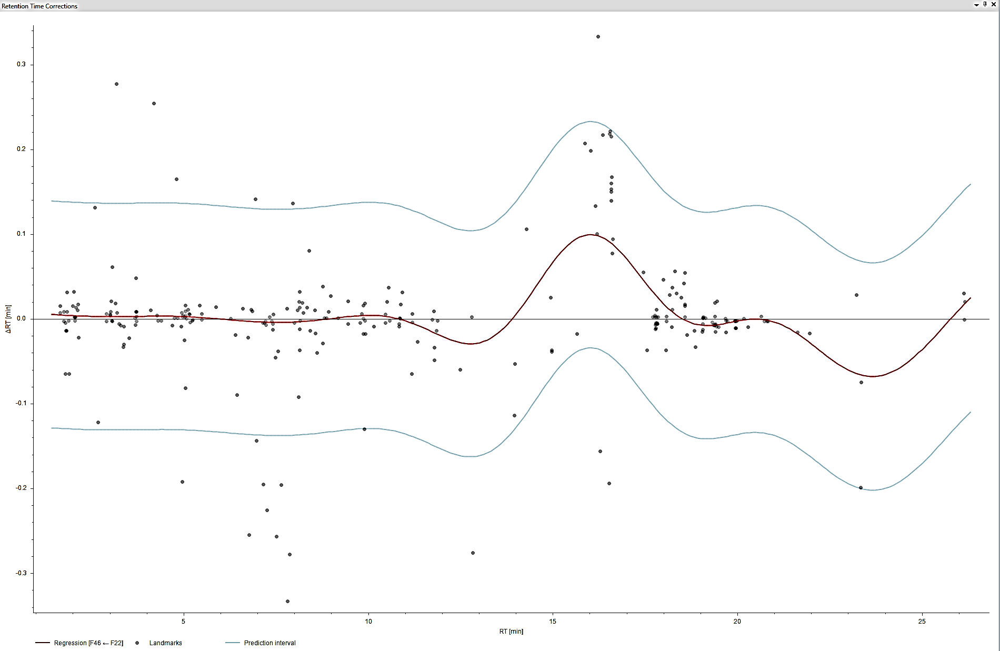 Retention Time Corrections
0.3
0.2
0.1
0.0
-0.1
-0.2
-0.3
ΔRT [min]
5
10
15
20
25
RT [min]
Regression [F46 ← F22]
Landmarks
Prediction interval